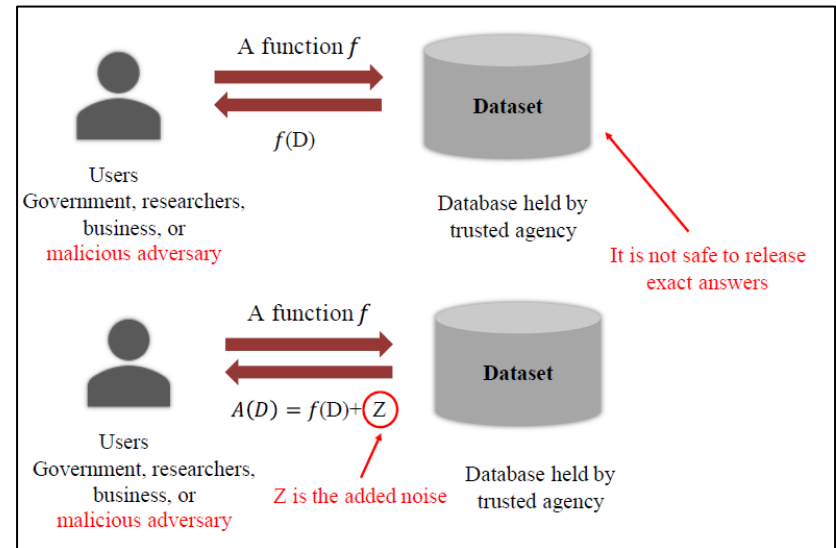 A function f
Dataset
f(D)
Users
Government, researchers,
business, or
malicious adversary
Database held by
trusted agency
It is not safe to release
exact answers
A function f
Dataset
A(D) = f(D)+ Z
Users
Government, researchers,
business, or
malicious adversary
Z is the added noise
Database held by
trusted agency